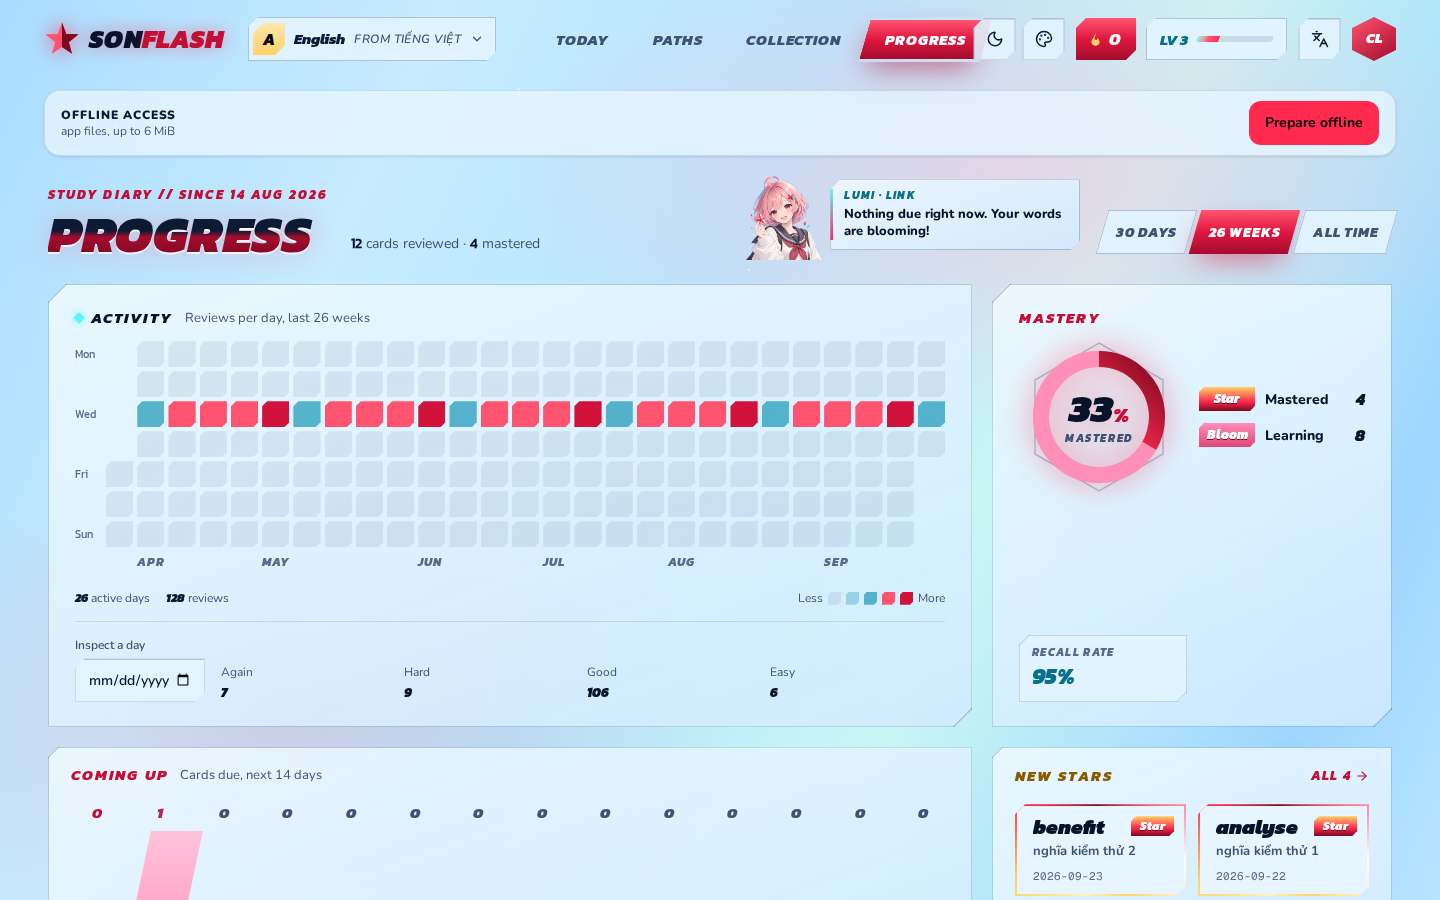 SONFLASH
A English FROM TIẾNG VIỆT
TODAY PATHS COLLECTION PROGRESS
0
LV 3
CL
OFFLINE ACCESS
app files, up to 6 MiB
Prepare offline
STUDY DIARY // SINCE 14 AUG 2026
PROGRESS
12 cards reviewed · 4 mastered
LUMI · LINK
Nothing due right now. Your words
are blooming!
30 DAYS 26 WEEKS ALL TIME
ACTIVITY Reviews per day, last 26 weeks
Mon
Wed
Fri
Sun
APR MAY JUN JUL AUG SEP
26 active days 128 reviews
Less More
Inspect a day
mm/dd/yyyy
Again
7
Hard
9
Good
106
Easy
6
MASTERY
33%
MASTERED
Star Mastered 4
Bloom Learning 8
RECALL RATE
95%
COMING UP Cards due, next 14 days
0 1 0 0 0 0 0 0 0 0 0 0 0 0
NEW STARS
ALL 4 →
benefit Star
nghĩa kiểm thử 2
2026-09-23
analyse Star
nghĩa kiểm thử 1
2026-09-22